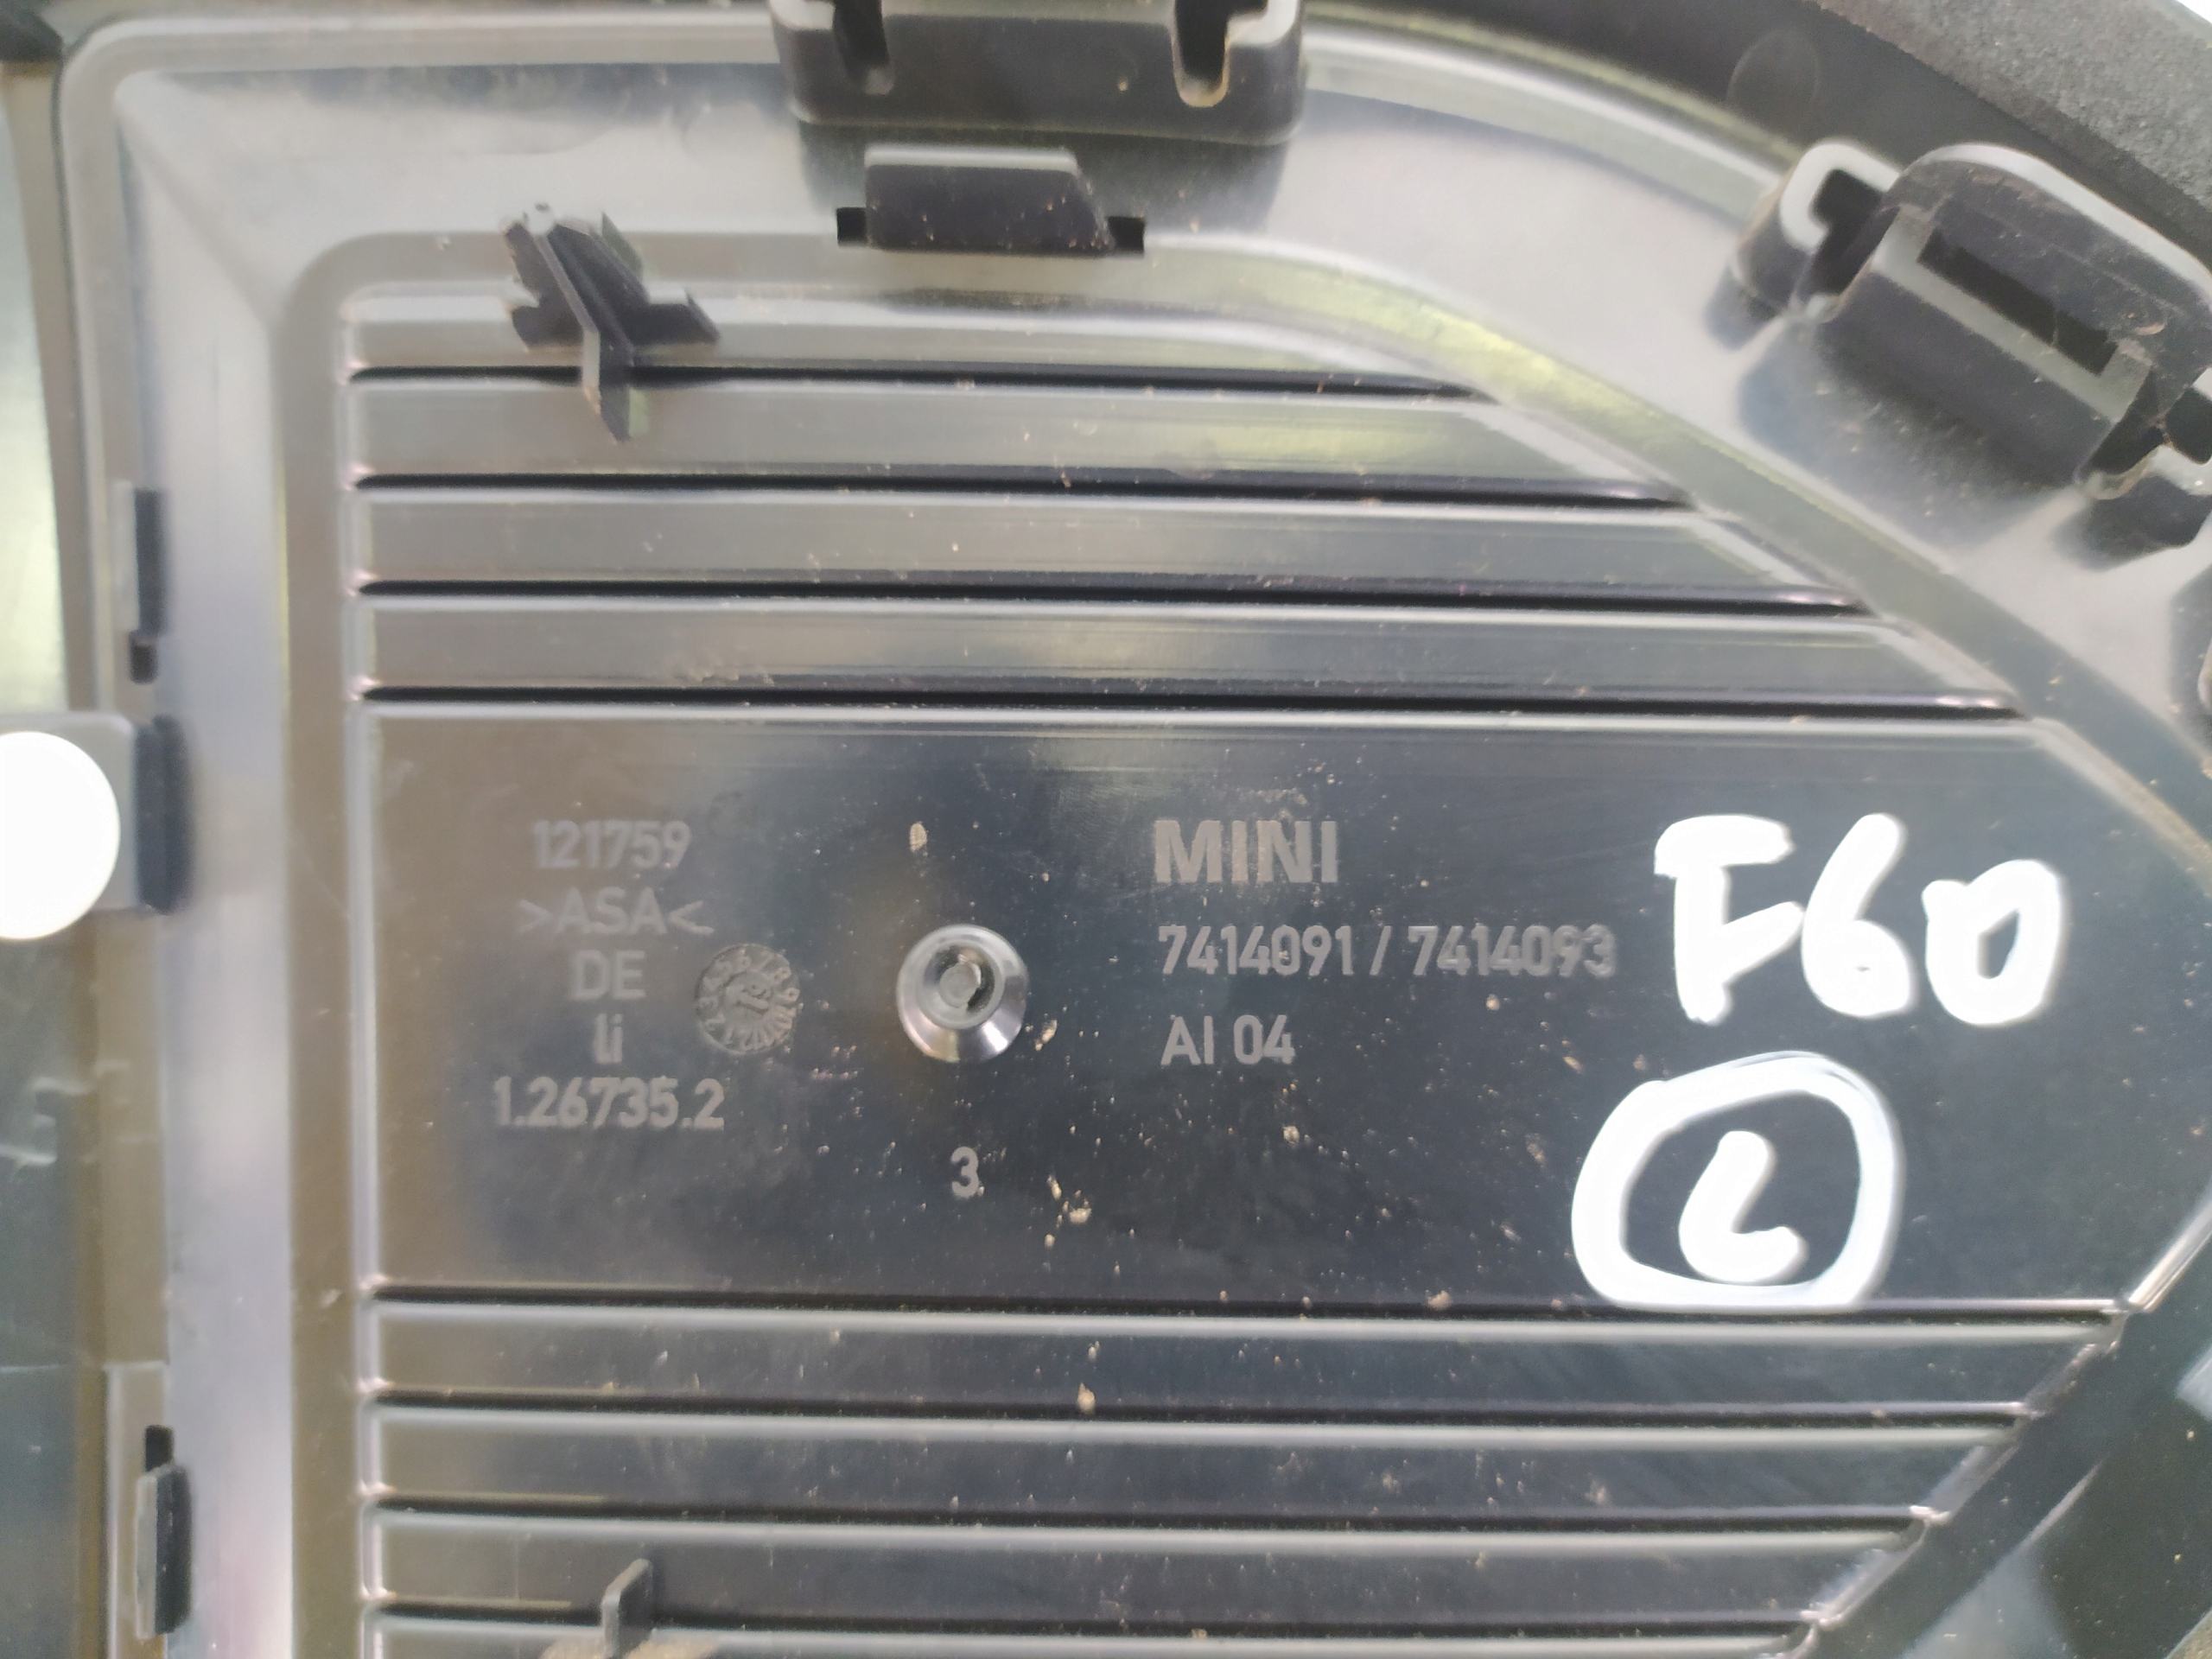 121759
>ASA<
DE
li
1.26735.2
3
MINI
7414091 / 7414093
AI 04
F60
L